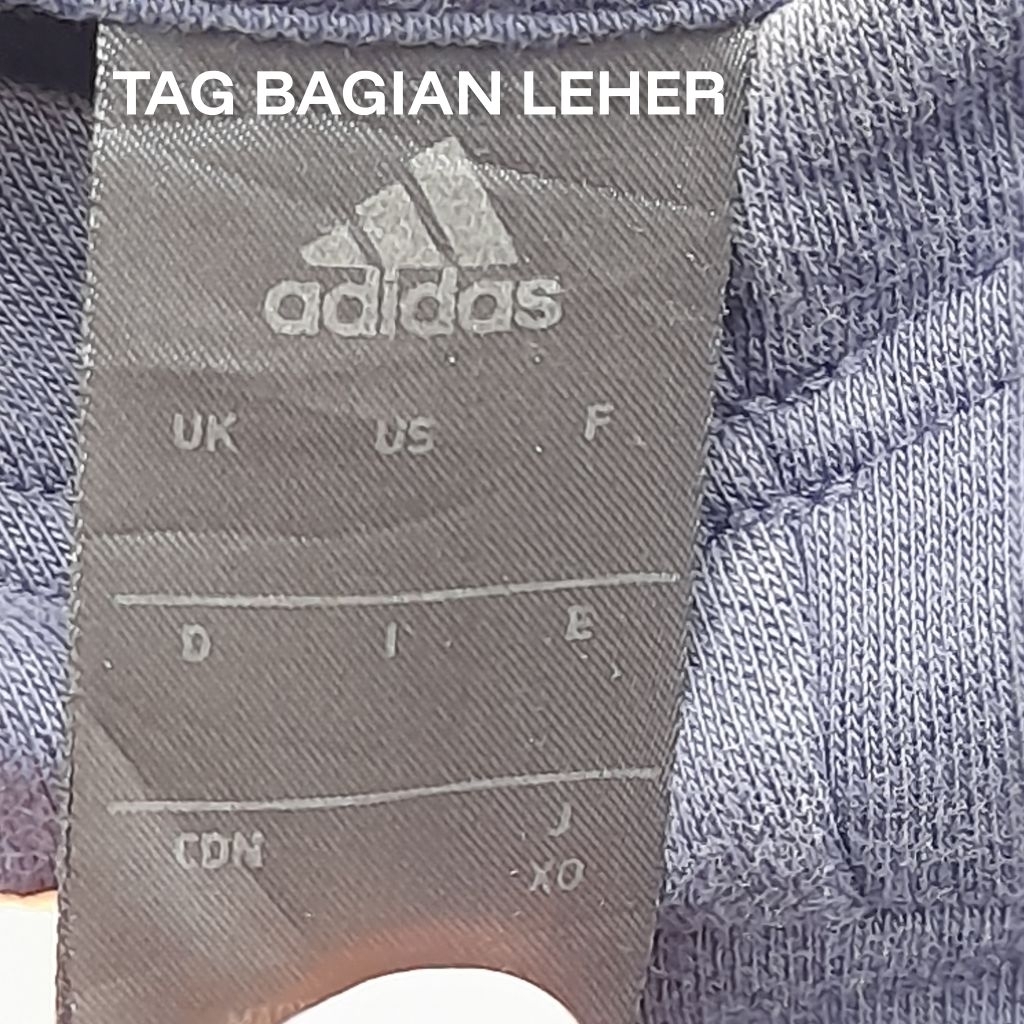 TAG BAGIAN LEHER
adidas
UK US F
D I E
CDN J
XO